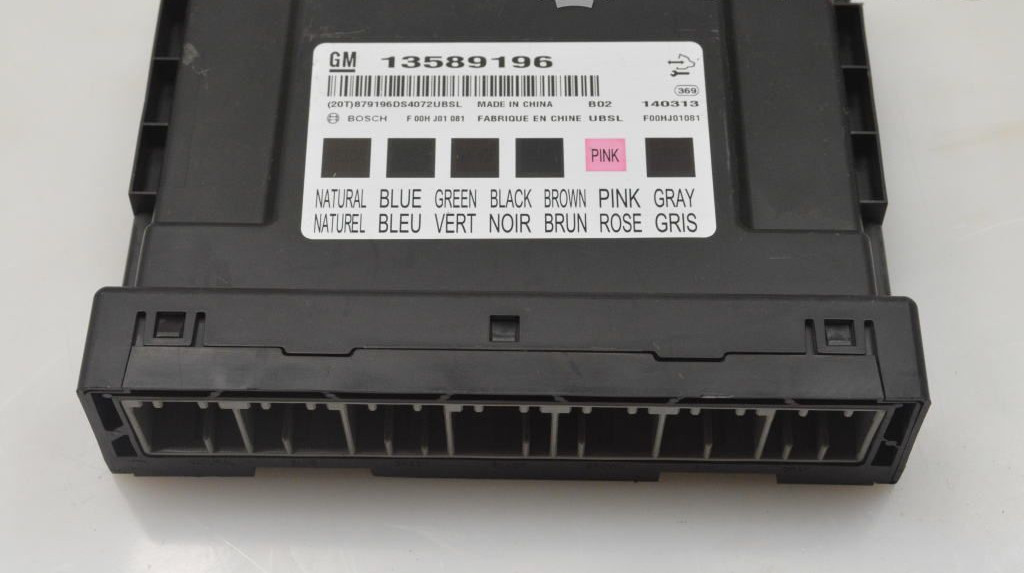 GM 13589196
369
(20T)879196DS4072UBSL MADE IN CHINA B02 140313
BOSCH F 00H J01 081 FABRIQUE EN CHINE UBSL F00HJ01081
PINK
NATURAL BLUE GREEN BLACK BROWN PINK GRAY
NATUREL BLEU VERT NOIR BRUN ROSE GRIS